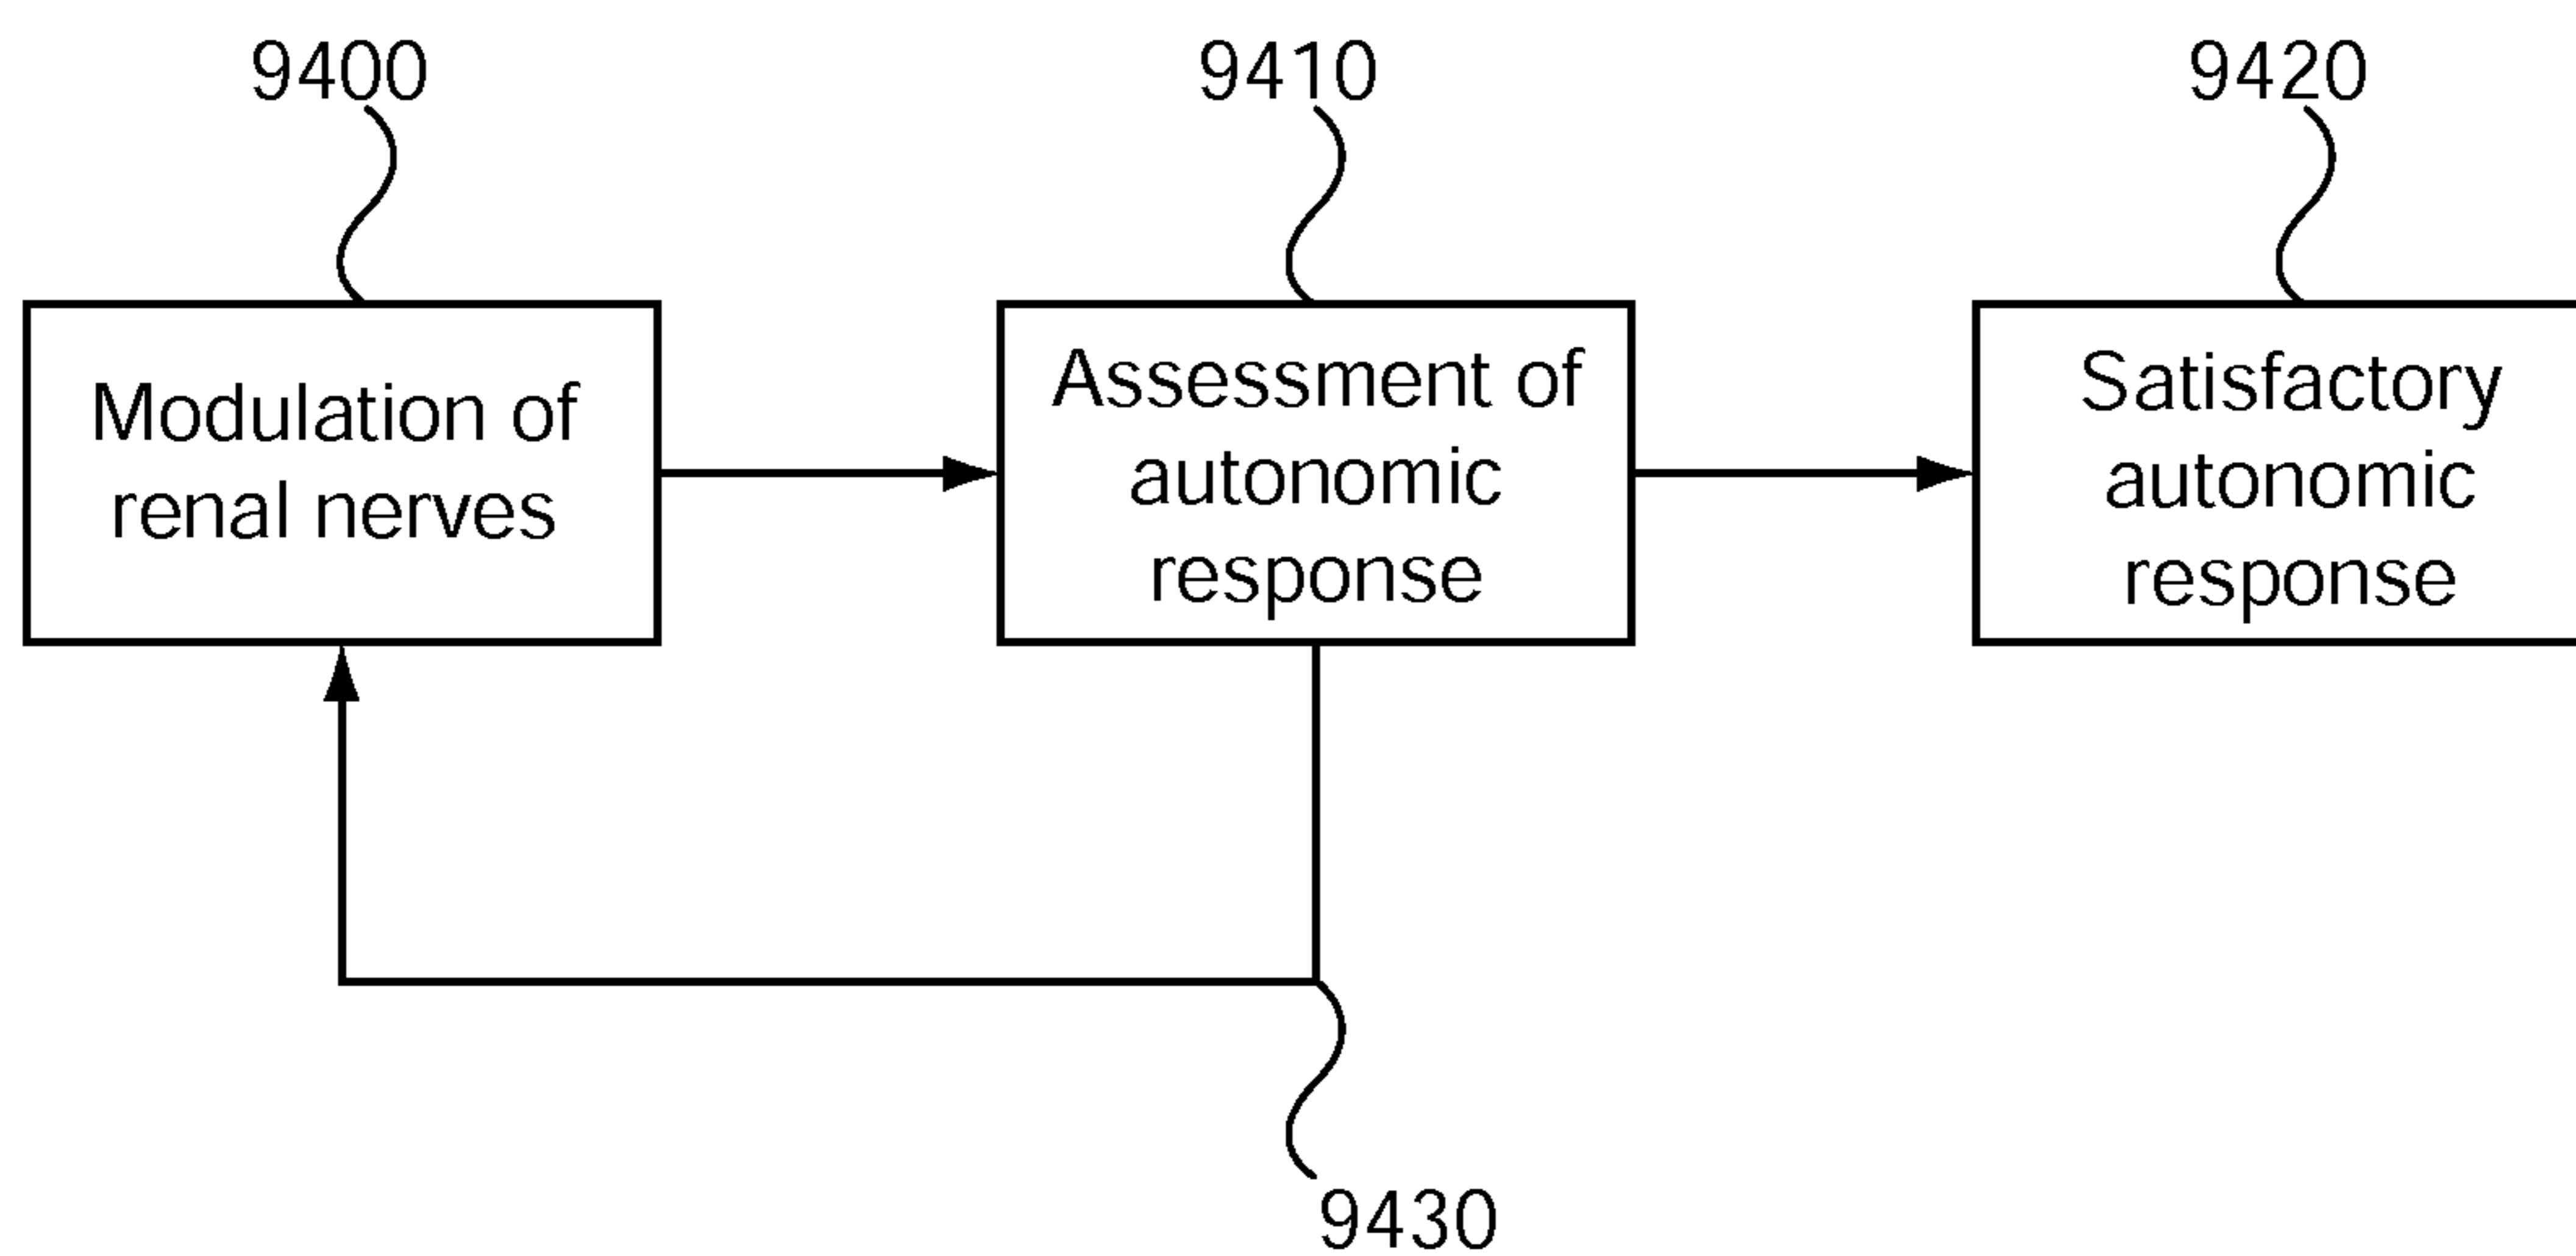 9400
9410
9420
Modulation of
renal nerves
Assessment of
autonomic
response
Satisfactory
autonomic
response
9430